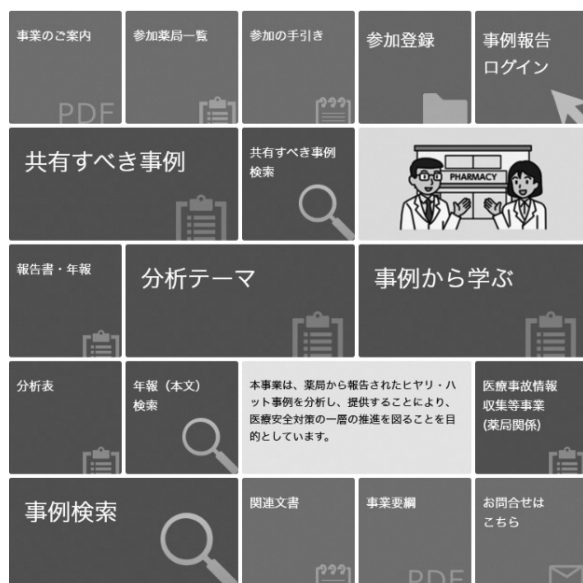 事業のご案内
PDF
参加薬局一覧
参加の手引き
参加登録
事例報告
ログイン
共有すべき事例
共有すべき事例
検索
PHARMACY
報告書・年報
分析テーマ
事例から学ぶ
分析表
年報（本文）
検索
本事業は、薬局から報告されたヒヤリ・ハ
ット事例を分析し、提供することにより、
医療安全対策の一層の推進を図ることを目
的としています。
医療事故情報
収集等事業
(薬局関係)
事例検索
関連文書
事業要綱
PDF
お問合せは
こちら